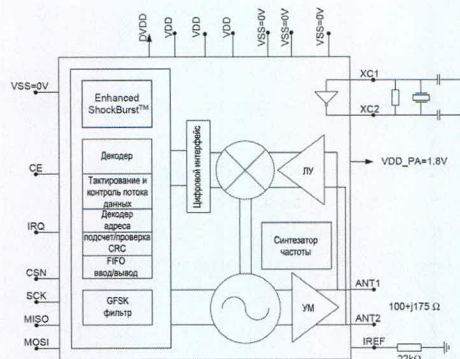 DVDD
VDD
VDD
VDD
VSS=0V
VSS=0V
VSS=0V
VSS=0V
CE
IRQ
CSN
SCK
MISO
MOSI
Enhanced
ShockBurst™
Декодер
Тактирование и
контроль потока
данных
Декодер
адреса
подсчет/проверка
CRC
FIFO
ввод/вывод
GFSK
фильтр
Цифровой интерфейс
ЛУ
Синтезатор
частоты
УМ
XC1
XC2
VDD_PA=1.8V
ANT1
100+j175 Ω
ANT2
IREF
22kΩ